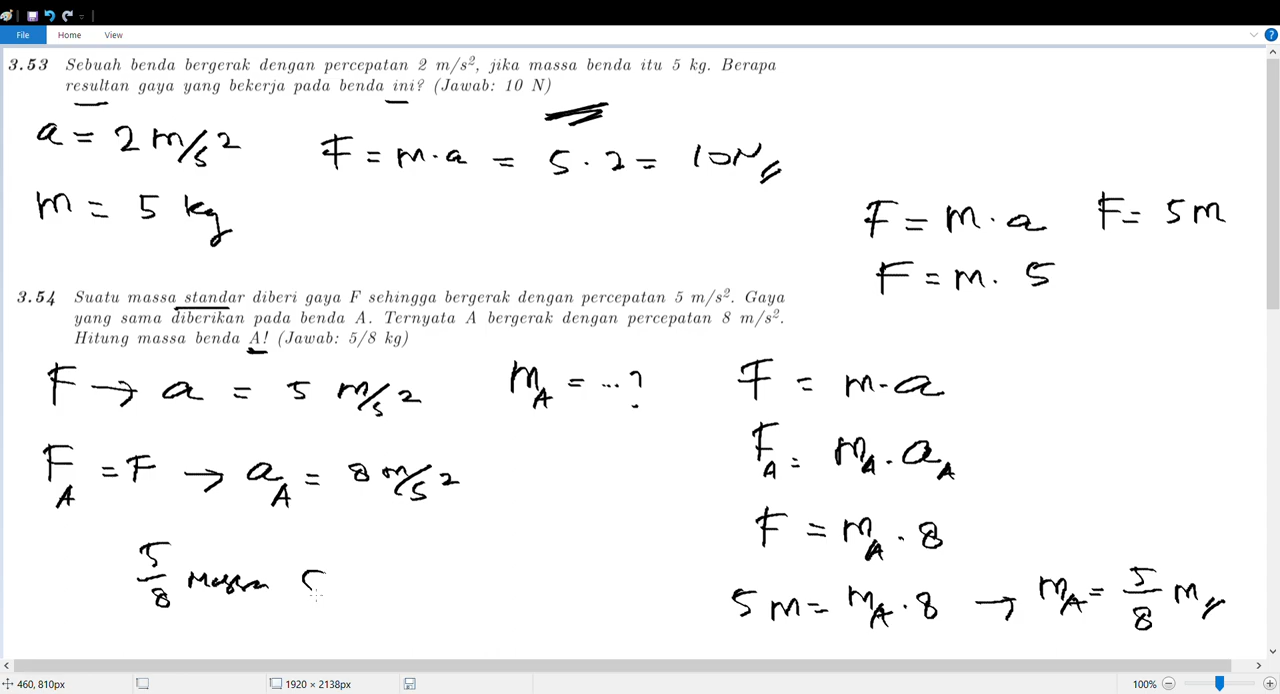 File Home View
3.53 Sebuah benda bergerak dengan percepatan 2 m/s², jika massa benda itu 5 kg. Berapa
resultan gaya yang bekerja pada benda ini? (Jawab: 10 N)
a = 2 m/s²
F = m·a = 5·2 = 10N
m = 5 kg
F = m·a F = 5m
F = m·5
3.54 Suatu massa standar diberi gaya F sehingga bergerak dengan percepatan 5 m/s². Gaya
yang sama diberikan pada benda A. Ternyata A bergerak dengan percepatan 8 m/s².
Hitung massa benda A! (Jawab: 5/8 kg)
F → a = 5 m/s²
m_A = ...?
F_A = F → a_A = 8 m/s²
5/8 massa s
F = m·a
F_A = m_A·a_A
F = m_A·8
5m = m_A·8 → m_A = 5/8 m
460, 810px 1920 × 2138px 100%